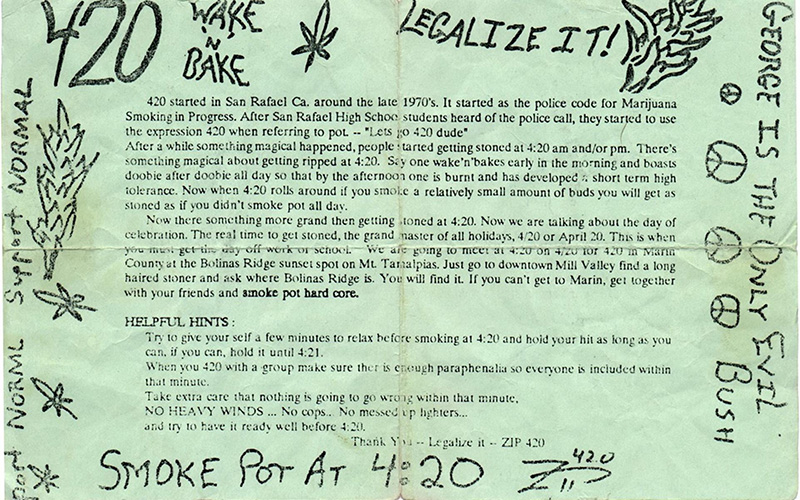 420
WAKE
'N
BAKE
LEGALIZE IT!
GEORGE IS THE ONLY EVIL BUSH
420 started in San Rafael Ca. around the late 1970's. It started as the police code for Marijuana
Smoking in Progress. After San Rafael High School students heard of the police call, they started to use
the expression 420 when referring to pot. -- "Lets go 420 dude"
After a while something magical happened, people started getting stoned at 4:20 am and/or pm. There's
something magical about getting ripped at 4:20. Say one wake'n'bakes early in the morning and boasts
doobie after doobie all day so that by the afternoon one is burnt and has developed a short term high
tolerance. Now when 4:20 rolls around if you smoke a relatively small amount of buds you will get as
stoned as if you didn't smoke pot all day.
Now there something more grand then getting stoned at 4:20. Now we are talking about the day of
celebration. The real time to get stoned, the grand master of all holidays, 4/20 or April 20. This is when
you must get the day off work or school. We are going to meet at 4:20 on 4/20 for 420 in Marin
County at the Bolinas Ridge sunset spot on Mt. Tamalpias. Just go to downtown Mill Valley find a long
haired stoner and ask where Bolinas Ridge is. You will find it. If you can't get to Marin, get together
with your friends and smoke pot hard core.
HELPFUL HINTS :
Try to give your self a few minutes to relax before smoking at 4:20 and hold your hit as long as you
can, if you can, hold it until 4:21.
When you 420 with a group make sure ther is enough paraphenalia so everyone is included within
that minute.
Take extra care that nothing is going to go wrong within that minute.
NO HEAVY WINDS ... No cops.. No messed up lighters...
and try to have it ready well before 4:20.
Thank You -- Legalize it -- ZIP 420
SMOKE POT AT 4:20
ZIP 420
Support NORMAL
NORML